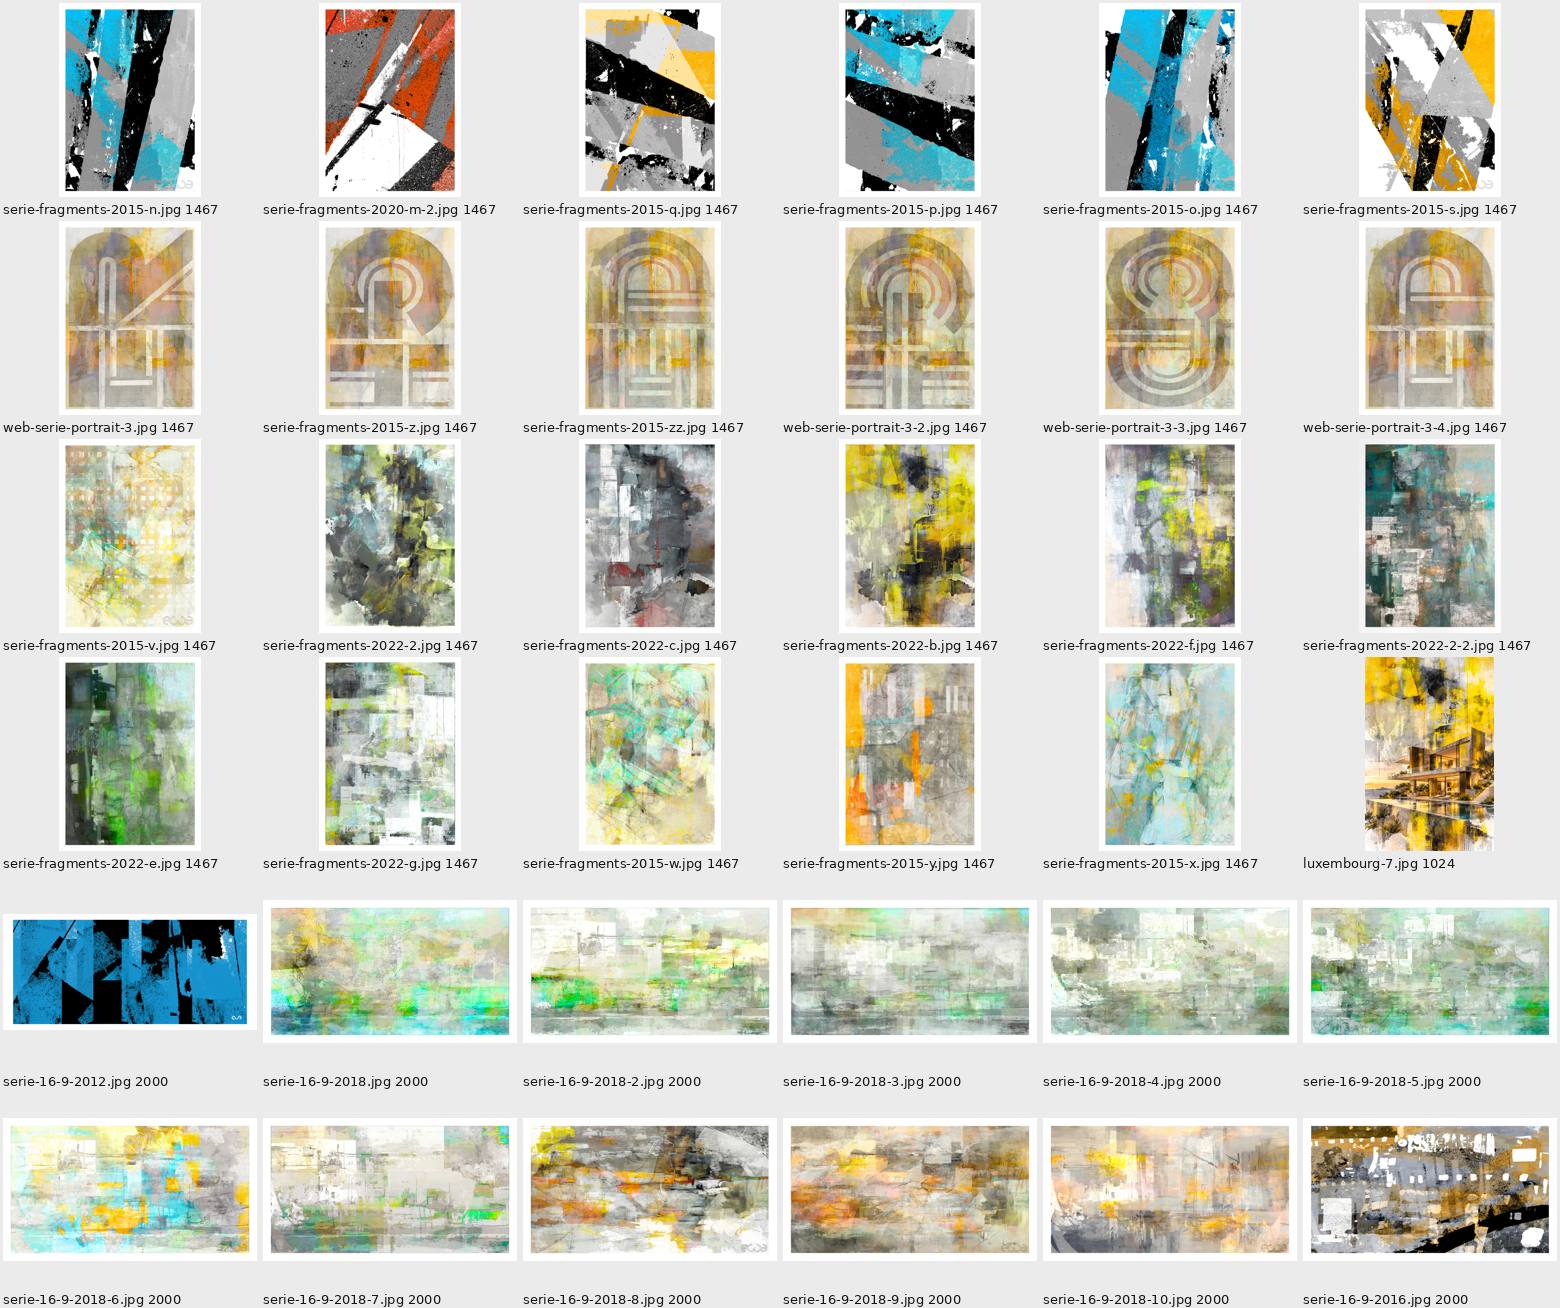 serie-fragments-2015-n.jpg 1467
serie-fragments-2020-m-2.jpg 1467
serie-fragments-2015-q.jpg 1467
serie-fragments-2015-p.jpg 1467
serie-fragments-2015-o.jpg 1467
serie-fragments-2015-s.jpg 1467
web-serie-portrait-3.jpg 1467
serie-fragments-2015-z.jpg 1467
serie-fragments-2015-zz.jpg 1467
web-serie-portrait-3-2.jpg 1467
web-serie-portrait-3-3.jpg 1467
web-serie-portrait-3-4.jpg 1467
serie-fragments-2015-v.jpg 1467
serie-fragments-2022-2.jpg 1467
serie-fragments-2022-c.jpg 1467
serie-fragments-2022-b.jpg 1467
serie-fragments-2022-f.jpg 1467
serie-fragments-2022-2-2.jpg 1467
serie-fragments-2022-e.jpg 1467
serie-fragments-2022-g.jpg 1467
serie-fragments-2015-w.jpg 1467
serie-fragments-2015-y.jpg 1467
serie-fragments-2015-x.jpg 1467
luxembourg-7.jpg 1024
serie-16-9-2012.jpg 2000
serie-16-9-2018.jpg 2000
serie-16-9-2018-2.jpg 2000
serie-16-9-2018-3.jpg 2000
serie-16-9-2018-4.jpg 2000
serie-16-9-2018-5.jpg 2000
serie-16-9-2018-6.jpg 2000
serie-16-9-2018-7.jpg 2000
serie-16-9-2018-8.jpg 2000
serie-16-9-2018-9.jpg 2000
serie-16-9-2018-10.jpg 2000
serie-16-9-2016.jpg 2000